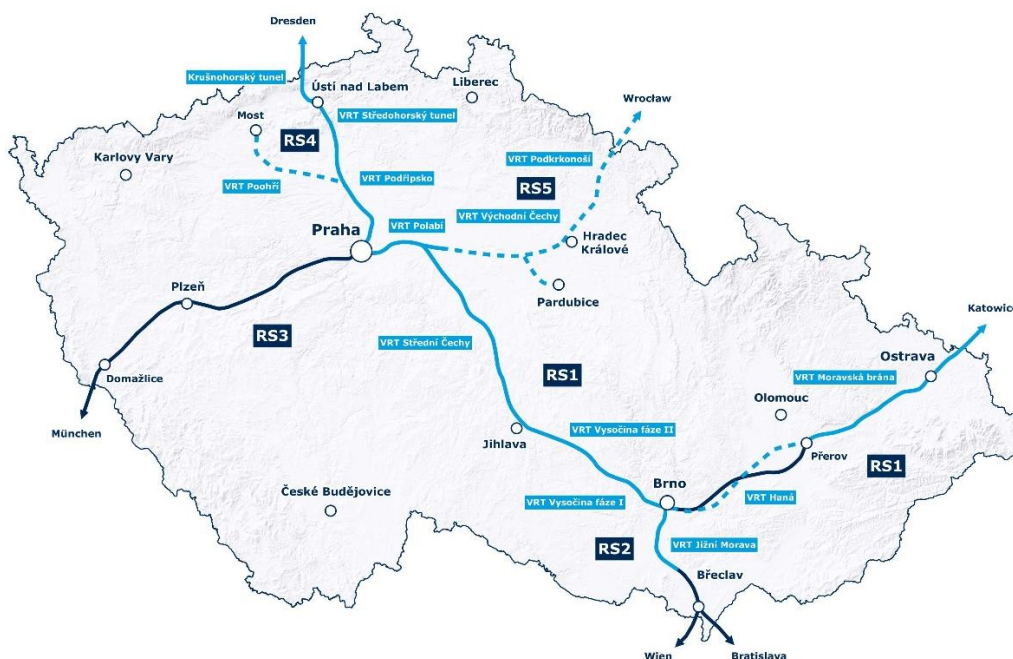 Dresden
Krušnohorský tunel
Ústí nad Labem
Liberec
Wrocław
Most
VRT Středohorský tunel
RS4
Karlovy Vary
VRT Podkrkonoší
VRT Poohří
VRT Podřipsko
RS5
VRT Polabí
VRT Východní Čechy
Praha
Hradec
Králové
Plzeň
Pardubice
Katowice
RS3
VRT Střední Čechy
Ostrava
Domažlice
RS1
VRT Moravská brána
Olomouc
München
Jihlava
VRT Vysočina fáze II
Přerov
RS1
České Budějovice
Brno
VRT Vysočina fáze I
VRT Haná
RS2
VRT Jižní Morava
Břeclav
Wien
Bratislava